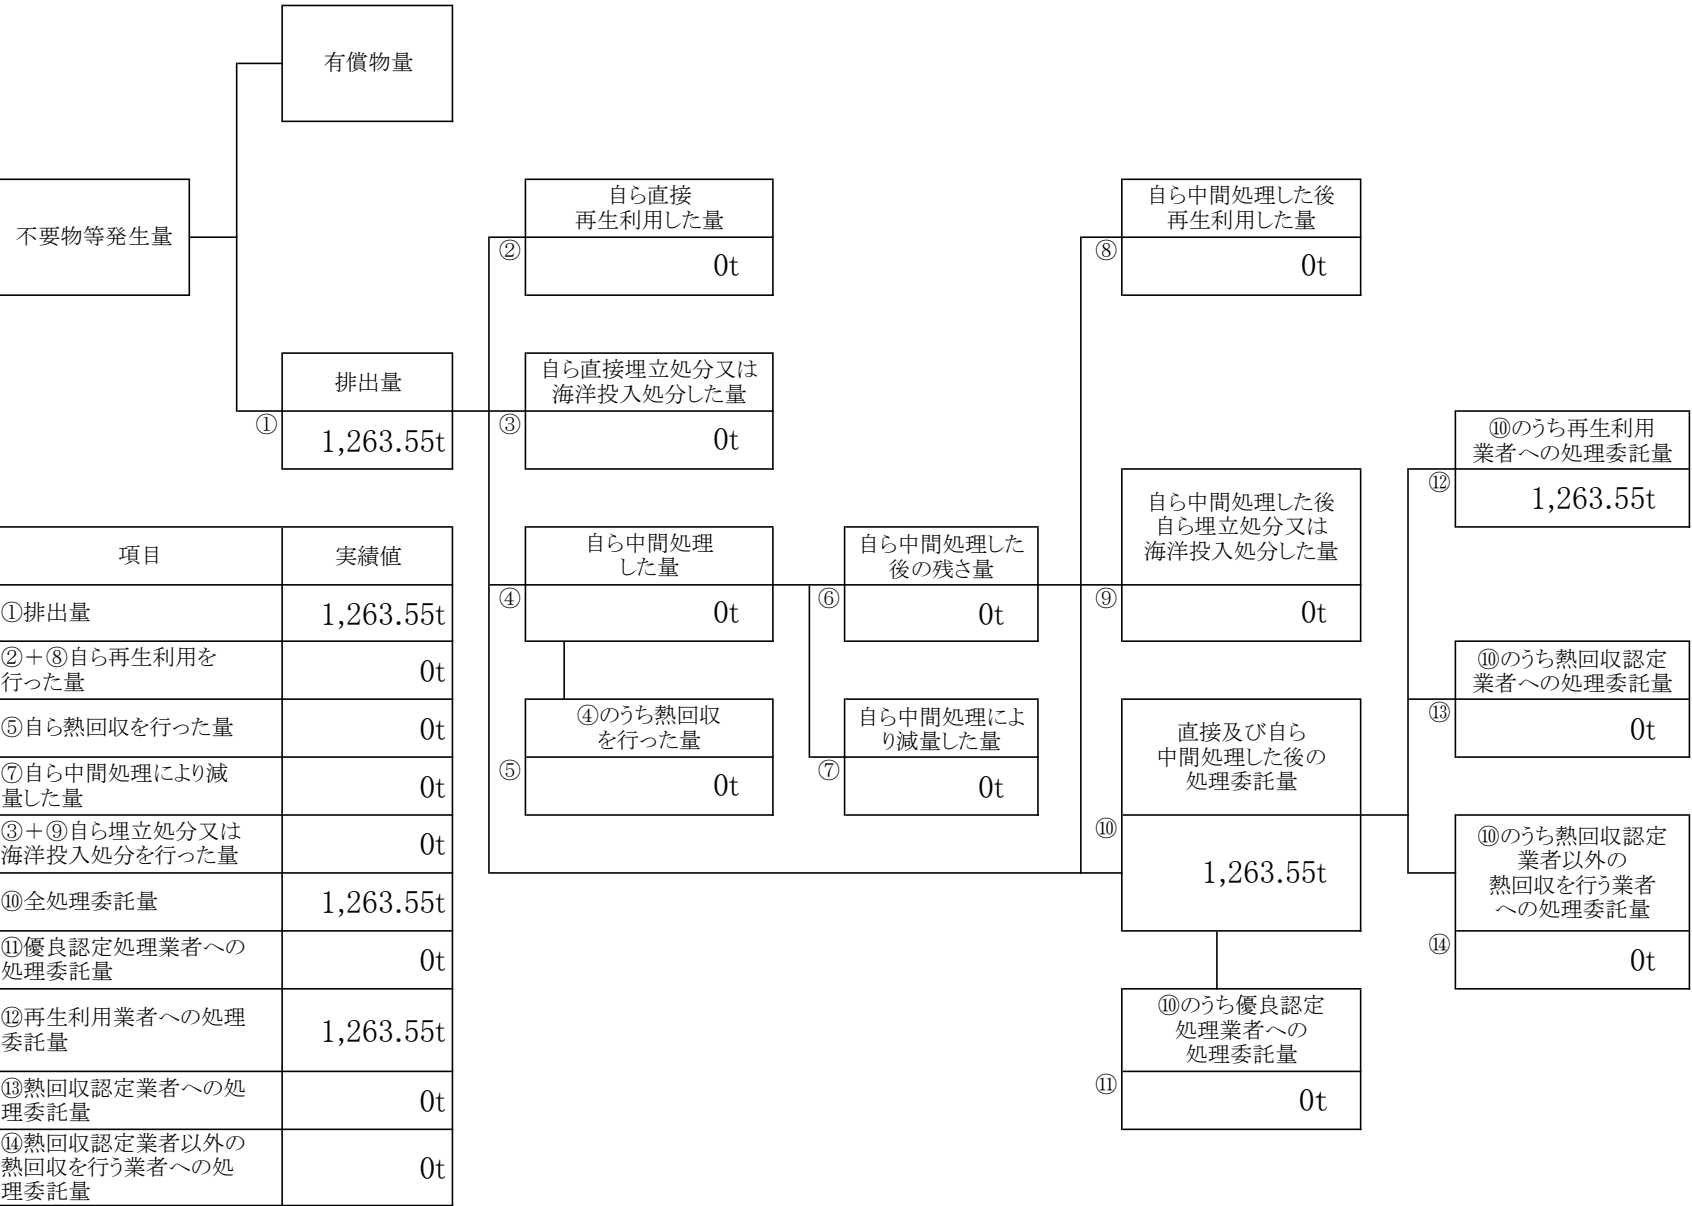 有償物量
不要物等発生量
排出量
①
1,263.55t
自ら直接
再生利用した量
②
0t
自ら直接埋立処分又は
海洋投入処分した量
③
0t
自ら中間処理
した量
④
0t
④のうち熱回収
を行った量
⑤
0t
自ら中間処理した
後の残さ量
⑥
0t
自ら中間処理によ
り減量した量
⑦
0t
自ら中間処理した後
再生利用した量
⑧
0t
自ら中間処理した後
自ら埋立処分又は
海洋投入処分した量
⑨
0t
直接及び自ら
中間処理した後の
処理委託量
⑩
1,263.55t
⑩のうち優良認定
処理業者への
処理委託量
⑪
0t
⑩のうち再生利用
業者への処理委託量
⑫
1,263.55t
⑩のうち熱回収認定
業者への処理委託量
⑬
0t
⑩のうち熱回収認定
業者以外の
熱回収を行う業者
への処理委託量
⑭
0t
項目 実績値
①排出量 1,263.55t
②＋⑧自ら再生利用を
行った量 0t
⑤自ら熱回収を行った量 0t
⑦自ら中間処理により減
量した量 0t
③＋⑨自ら埋立処分又は
海洋投入処分を行った量 0t
⑩全処理委託量 1,263.55t
⑪優良認定処理業者への
処理委託量 0t
⑫再生利用業者への処理
委託量 1,263.55t
⑬熱回収認定業者への処
理委託量 0t
⑭熱回収認定業者以外の
熱回収を行う業者への処
理委託量 0t